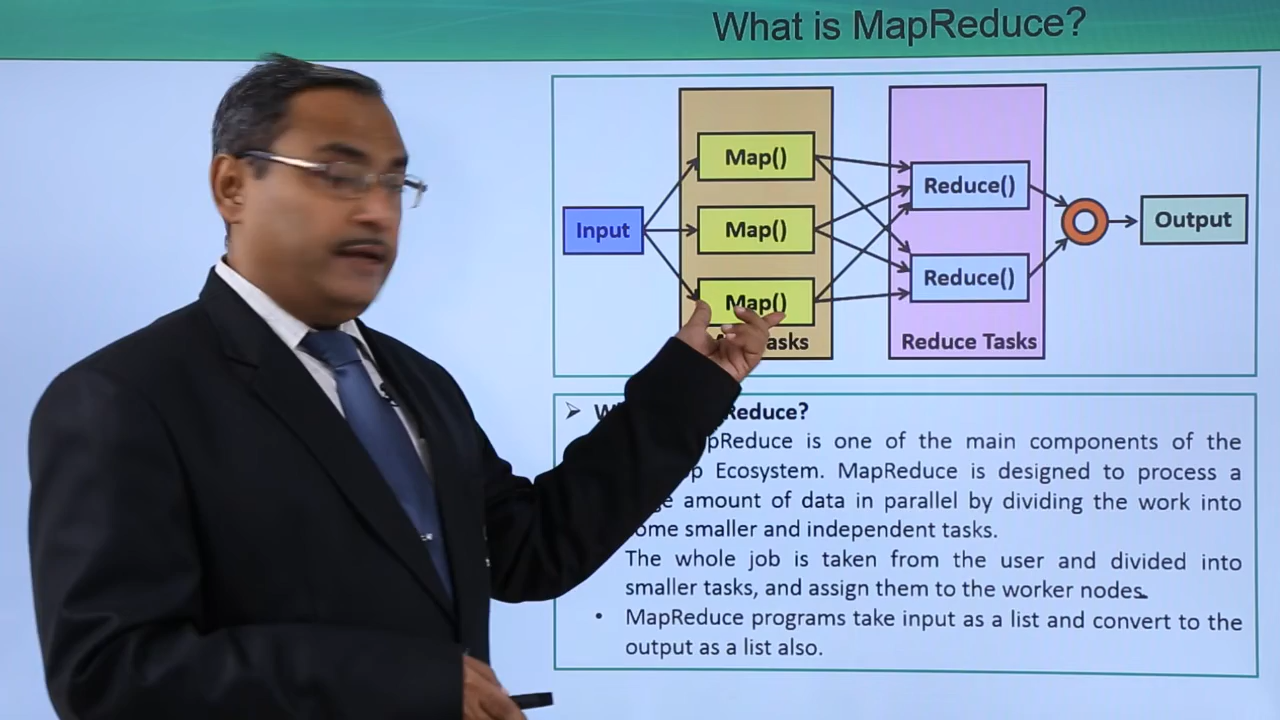 What is MapReduce?
Map()
Map()
Map()
Input
Reduce()
Reduce()
Output
Tasks
Reduce Tasks
Reduce?
pReduce is one of the main components of the
p Ecosystem. MapReduce is designed to process a
amount of data in parallel by dividing the work into
ome smaller and independent tasks.
The whole job is taken from the user and divided into
smaller tasks, and assign them to the worker nodes.
• MapReduce programs take input as a list and convert to the
output as a list also.